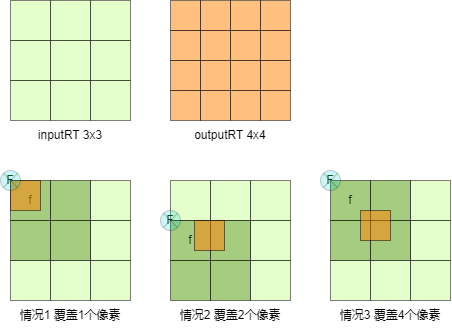 inputRT 3x3
outputRT 4x4
F
f
F
f
F
f
情况1 覆盖1个像素
情况2 覆盖2个像素
情况3 覆盖4个像素